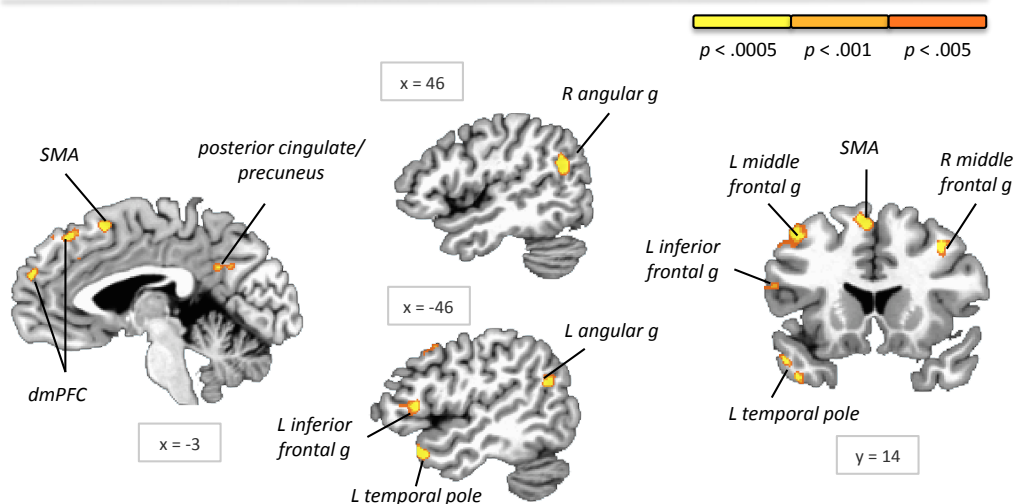 p < .0005 p < .001 p < .005
x = 46
R angular g
SMA
posterior cingulate/
precuneus
dmPFC
x = -3
x = -46
L angular g
L inferior
frontal g
L temporal pole
L middle
frontal g
SMA
R middle
frontal g
L inferior
frontal g
L temporal pole
y = 14